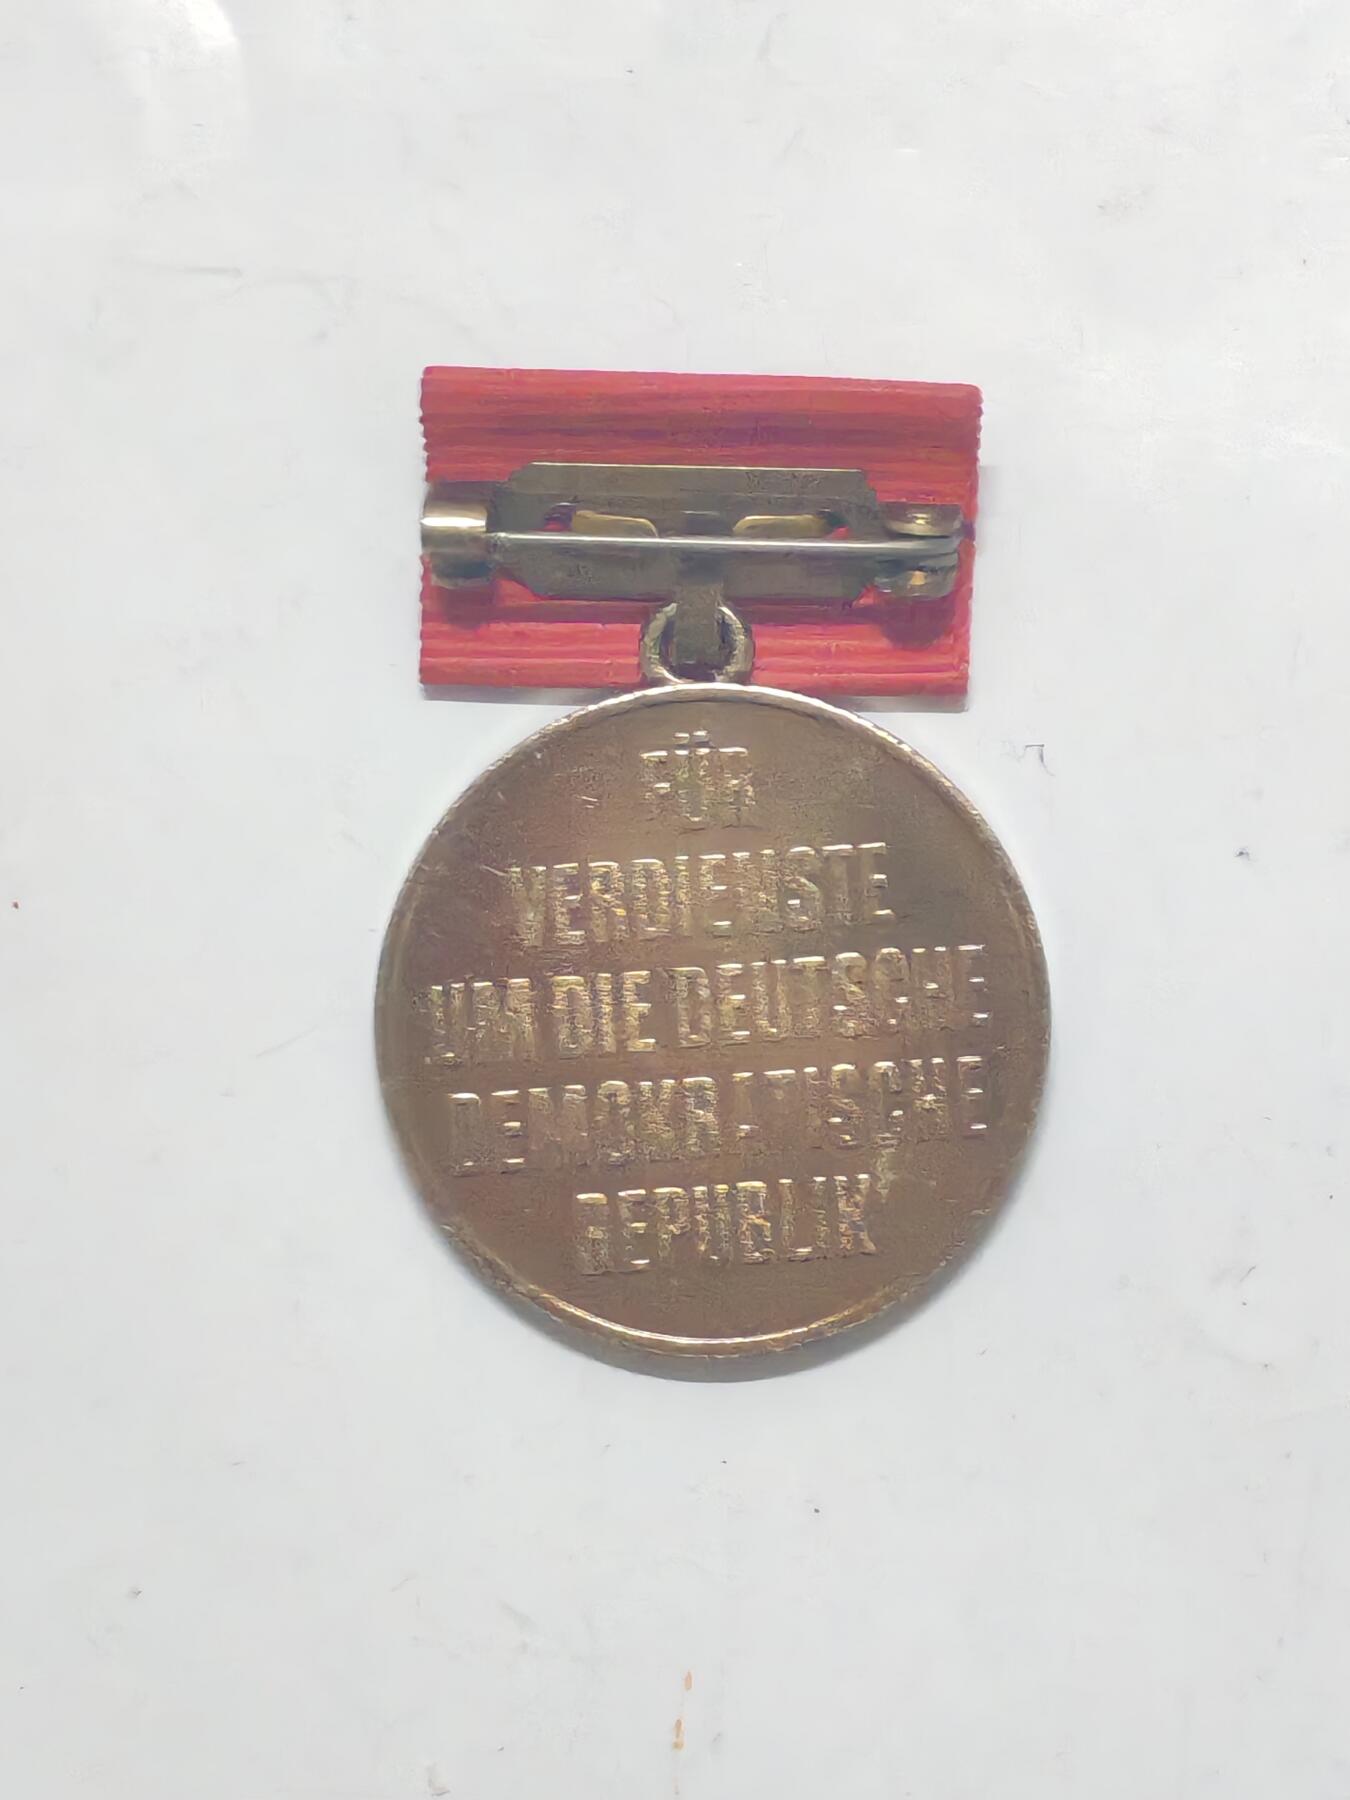 FÜR
VERDIENSTE
UM DIE DEUTSCHE
DEMOKRATISCHE
REPUBLIK